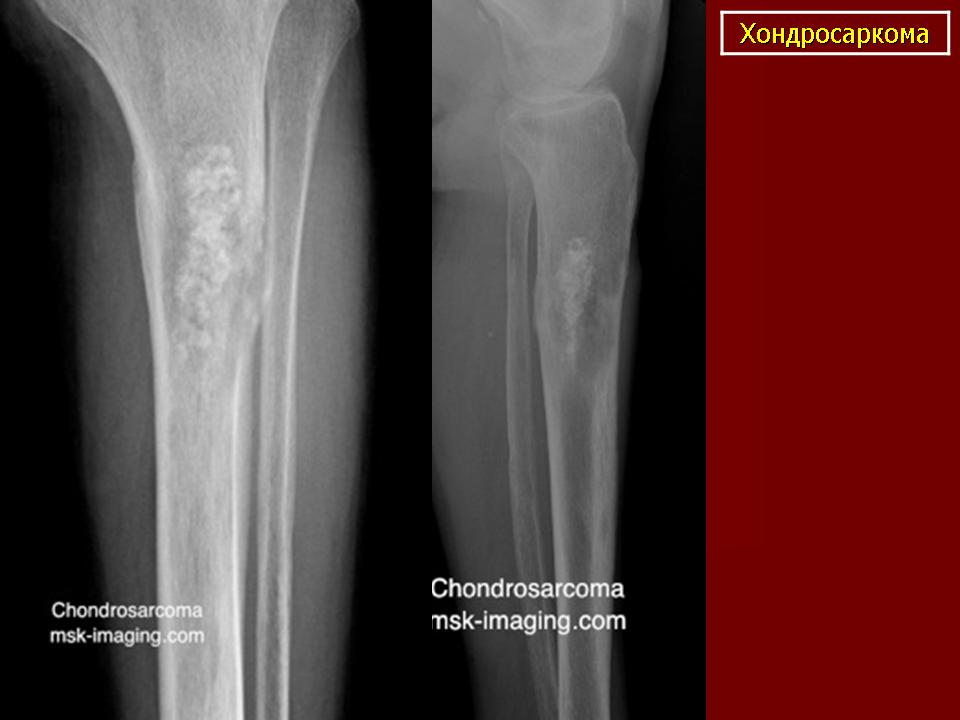 Хондросаркома
Chondrosarcoma
msk-imaging.com
Chondrosarcoma
msk-imaging.com